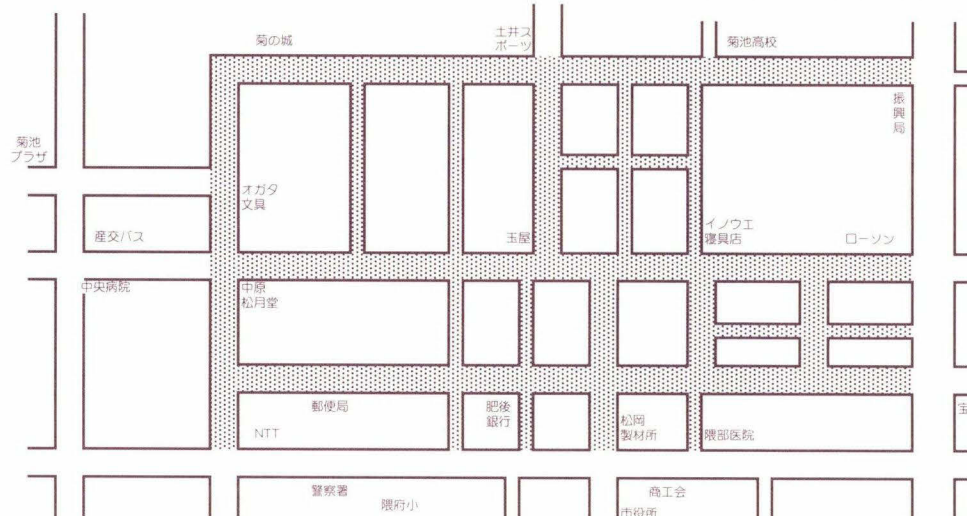 菊の城
土井ス
ポーツ
菊池高校
振興局
菊池
プラザ
オガタ
文具
産交バス
玉屋
イノウエ
寝具店
ローソン
中央病院
中原
松月堂
郵便局
NTT
肥後
銀行
松岡
製材所
隈部医院
宝
警察署
隈府小
商工会
市役所